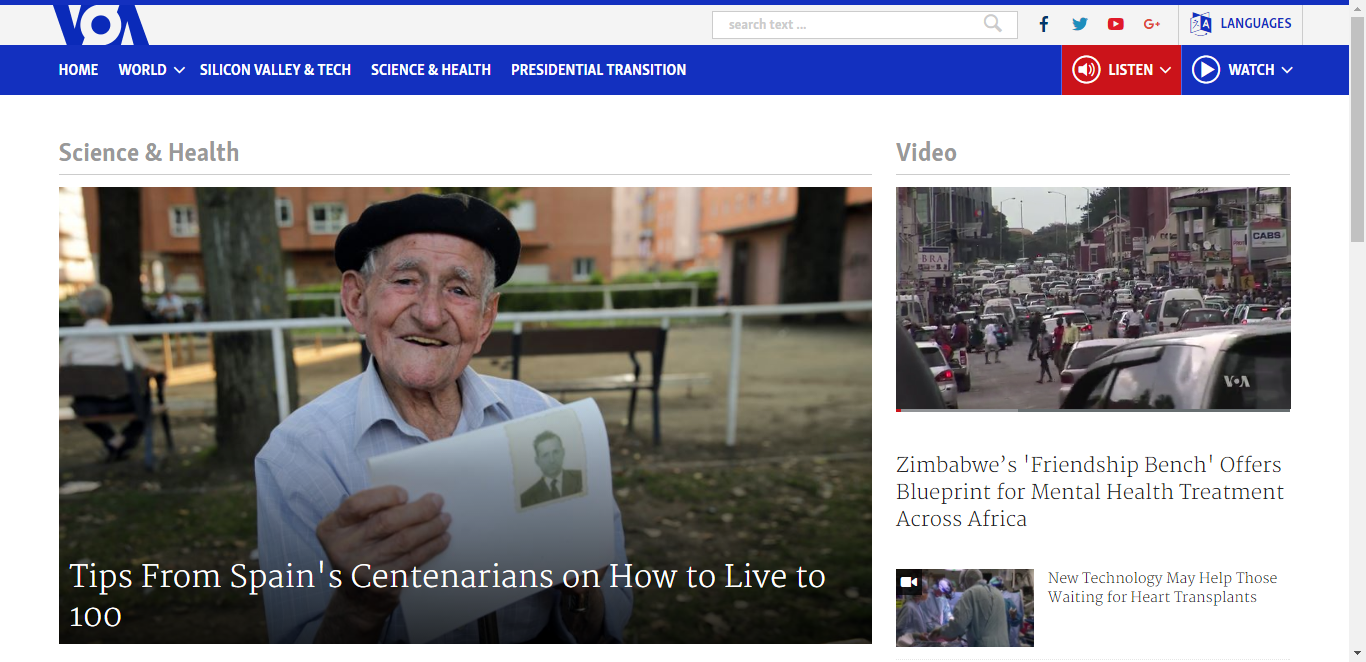 VOA
search text ...
G+
LANGUAGES
HOME
WORLD
SILICON VALLEY & TECH
SCIENCE & HEALTH
PRESIDENTIAL TRANSITION
LISTEN
WATCH
Science & Health
Tips From Spain's Centenarians on How to Live to
100
Video
BRA
CABS
VOA
Zimbabwe’s 'Friendship Bench' Offers
Blueprint for Mental Health Treatment
Across Africa
New Technology May Help Those
Waiting for Heart Transplants